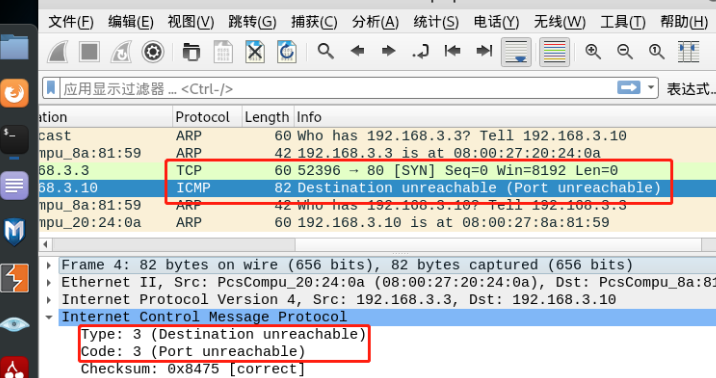 文件(F) 编辑(E) 视图(V) 跳转(G) 捕获(C) 分析(A) 统计(S) 电话(Y) 无线(W) 工具(T) 帮助(H)
应用显示过滤器 … <Ctrl-/> 表达式…
ation Protocol Length Info
cast ARP 60 Who has 192.168.3.3? Tell 192.168.3.10
mpu_8a:81:59 ARP 42 192.168.3.3 is at 08:00:27:20:24:0a
68.3.3 TCP 60 52396 → 80 [SYN] Seq=0 Win=8192 Len=0
68.3.10 ICMP 82 Destination unreachable (Port unreachable)
mpu_8a:81:59 ARP 42 Who has 192.168.3.10? Tell 192.168.3.3
mpu_20:24:0a ARP 60 192.168.3.10 is at 08:00:27:8a:81:59
Frame 4: 82 bytes on wire (656 bits), 82 bytes captured (656 bits)
Ethernet II, Src: PcsCompu_20:24:0a (08:00:27:20:24:0a), Dst: PcsCompu_8a:81
Internet Protocol Version 4, Src: 192.168.3.3, Dst: 192.168.3.10
Internet Control Message Protocol
Type: 3 (Destination unreachable)
Code: 3 (Port unreachable)
Checksum: 0x8475 [correct]